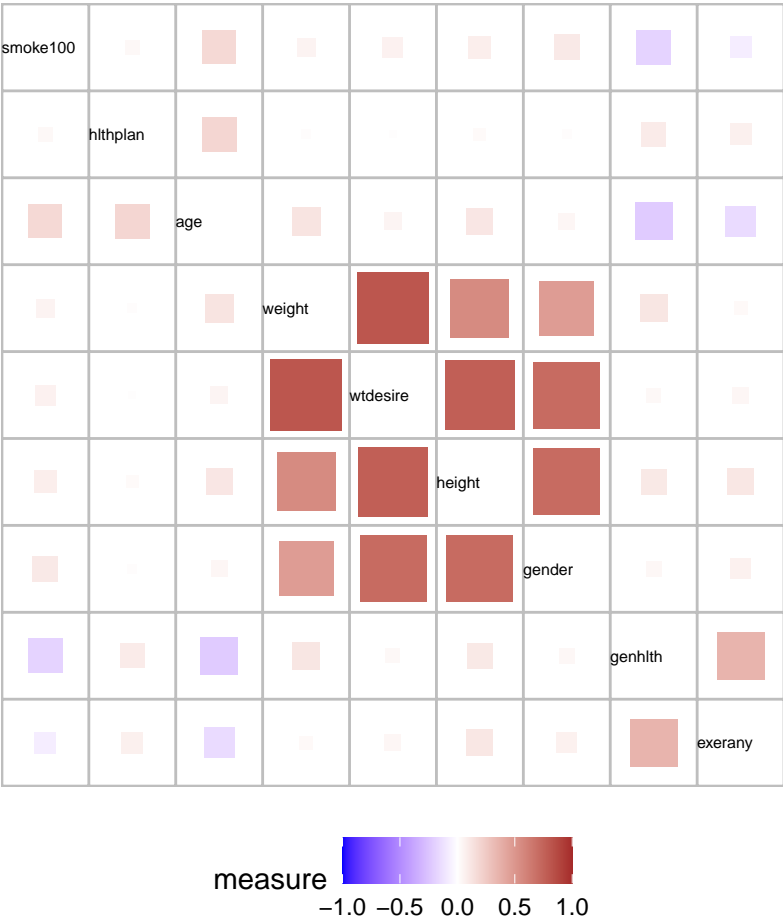 smoke100
hlthplan
age
weight
wtdesire
height
gender
genhlth
exerany
measure
−1.0 −0.5 0.0 0.5 1.0